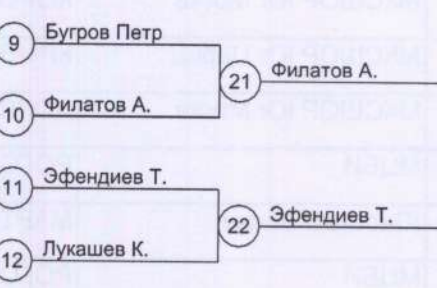 9 Бугров Петр
21 Филатов А.
10 Филатов А.
11 Эфендиев Т.
22 Эфендиев Т.
12 Лукашев К.